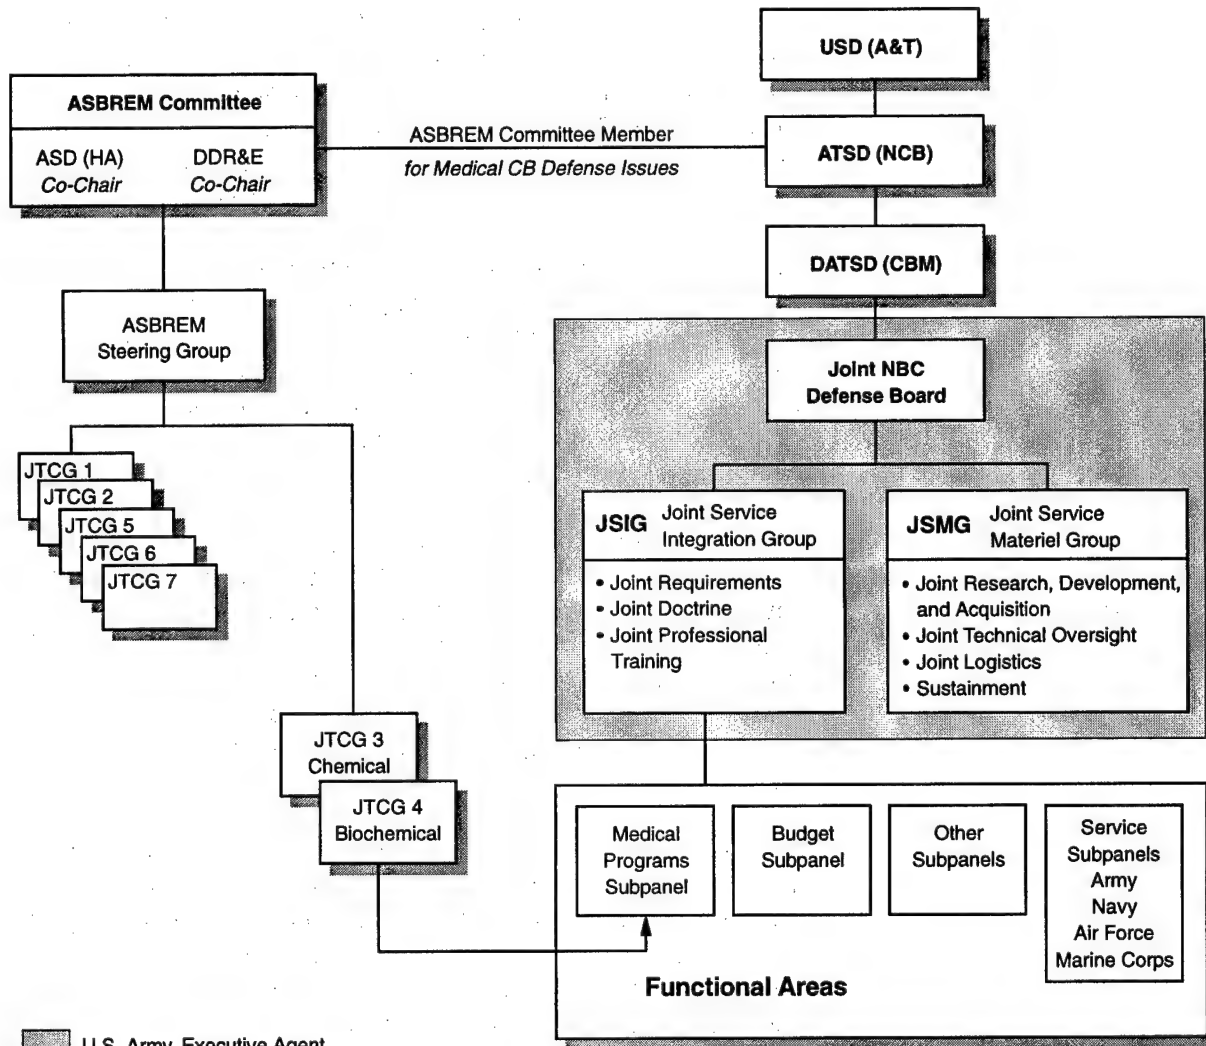 USD (A&T)
ASBREM Committee
ASD (HA)
Co-Chair
DDR&E
Co-Chair
ASBREM Committee Member
for Medical CB Defense Issues
ATSD (NCB)
DATSD (CBM)
ASBREM
Steering Group
Joint NBC
Defense Board
JTCG 1
JTCG 2
JTCG 5
JTCG 6
JTCG 7
JSIG Joint Service
Integration Group
• Joint Requirements
• Joint Doctrine
• Joint Professional
Training
JSMG Joint Service
Materiel Group
• Joint Research, Development,
and Acquisition
• Joint Technical Oversight
• Joint Logistics
• Sustainment
JTCG 3
Chemical
JTCG 4
Biochemical
Medical
Programs
Subpanel
Budget
Subpanel
Other
Subpanels
Service
Subpanels
Army
Navy
Air Force
Marine Corps
Functional Areas
U.S. Army, Executive Agent